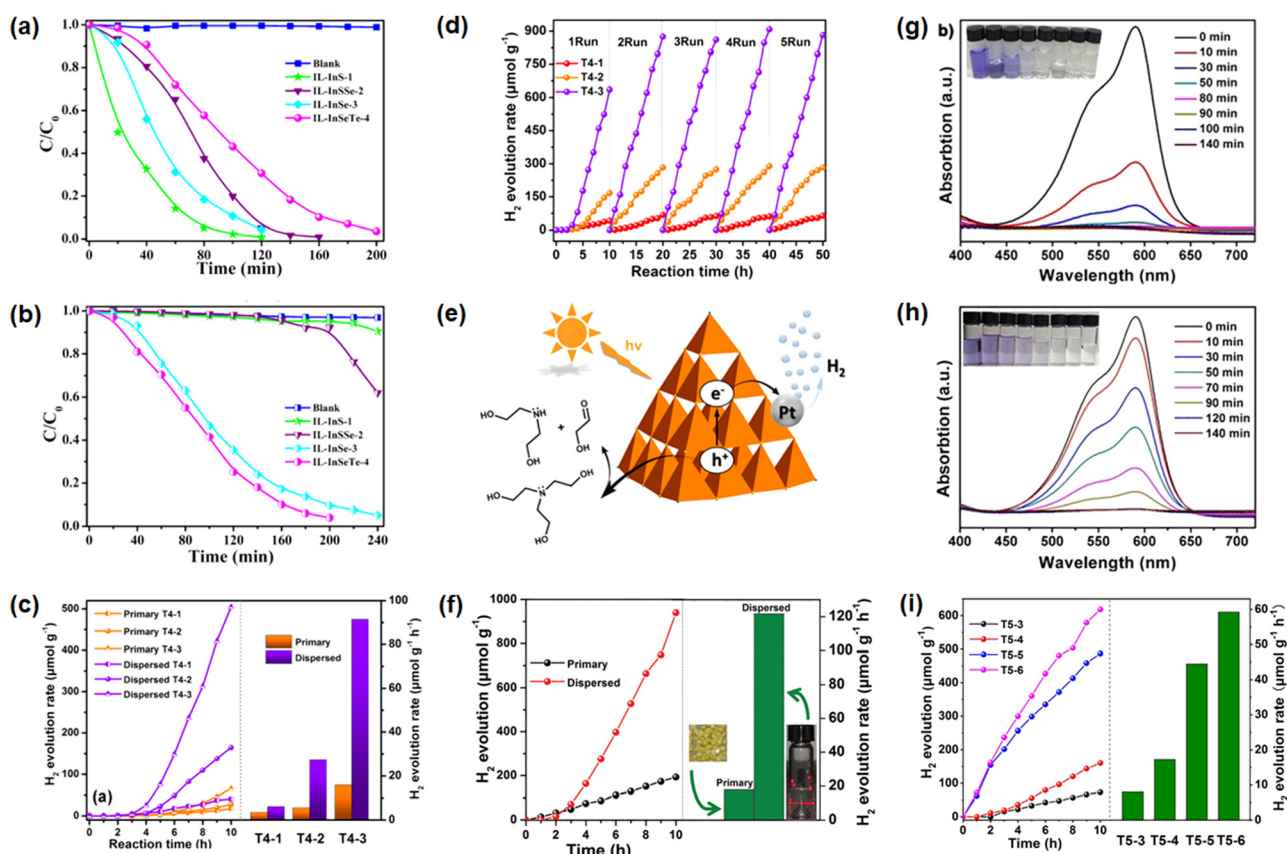 (a)
1.0
0.8
0.6
0.4
0.2
0.0
C/C0
Blank
IL-InS-1
IL-InSSe-2
IL-InSe-3
IL-InSeTe-4
0 40 80 120 160 200
Time (min)
(b)
1.0
0.8
0.6
0.4
0.2
0.0
C/C0
Blank
IL-InS-1
IL-InSSe-2
IL-InSe-3
IL-InSeTe-4
0 40 80 120 160 200 240
Time (min)
(c)
500
400
300
200
100
0
H2 evolution (μmol g-1)
Primary T4-1
Primary T4-2
Primary T4-3
Dispersed T4-1
Dispersed T4-2
Dispersed T4-3
Primary
Dispersed
(a)
100
80
60
40
20
0
H2 evolution rate (μmol g-1 h-1)
0 2 4 6 8 10
T4-1 T4-2 T4-3
Reaction time (h)
(d)
900
750
600
450
300
150
0
H2 evolution rate (μmol g-1)
1Run 2Run 3Run 4Run 5Run
T4-1
T4-2
T4-3
0 5 10 15 20 25 30 35 40 45 50
Reaction time (h)
(e)
hν
H2
e-
Pt
h+
HO
NH
OH
+
O
OH
HO
N
OH
OH
HO
(f)
1000
800
600
400
200
0
H2 evolution (μmol g-1)
Primary
Dispersed
Dispersed
Primary
120
100
80
60
40
20
0
H2 evolution rate (μmol g-1 h-1)
0 2 4 6 8 10
Time (h)
(g)
b)
Absorbtion (a.u.)
0 min
10 min
30 min
50 min
80 min
90 min
100 min
140 min
400 450 500 550 600 650 700
Wavelength (nm)
(h)
Absorbtion (a.u.)
0 min
10 min
30 min
50 min
70 min
90 min
120 min
140 min
400 450 500 550 600 650 700
Wavelength (nm)
(i)
600
500
400
300
200
100
0
H2 evolution (μmol g-1)
T5-3
T5-4
T5-5
T5-6
60
50
40
30
20
10
0
H2 evolution rate (μmol g-1 h-1)
0 2 4 6 8 10
T5-3 T5-4 T5-5 T5-6
Time (h)